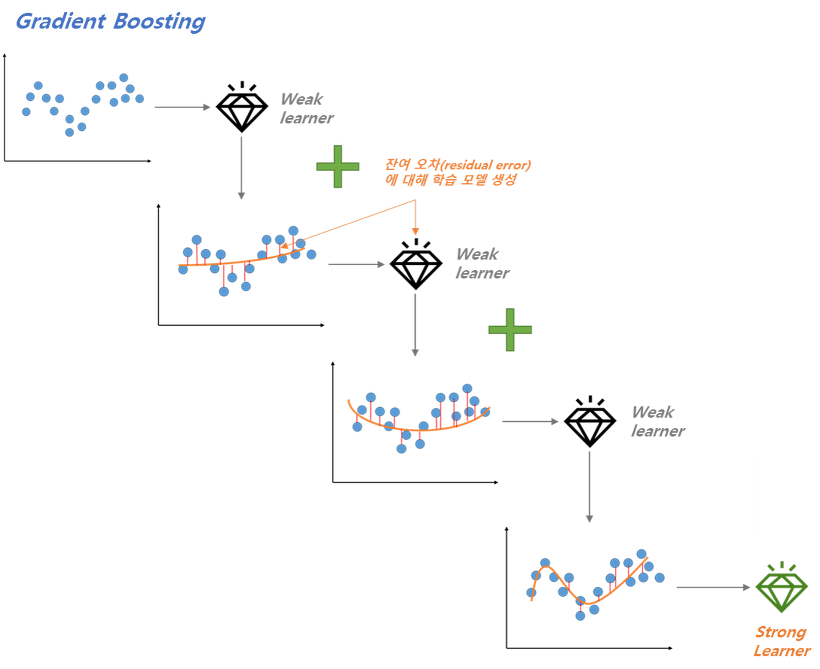 Gradient Boosting
Weak
learner
잔여 오차(residual error)
에 대해 학습 모델 생성
Weak
learner
Weak
learner
Strong
Learner